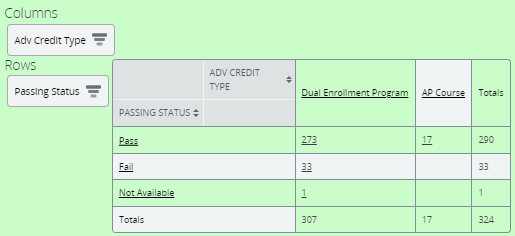 Columns
Adv Credit Type
Rows
Passing Status
ADV CREDIT
TYPE
PASSING STATUS
Dual Enrollment Program AP Course Totals
Pass 273 17 290
Fail 33 33
Not Available 1 1
Totals 307 17 324